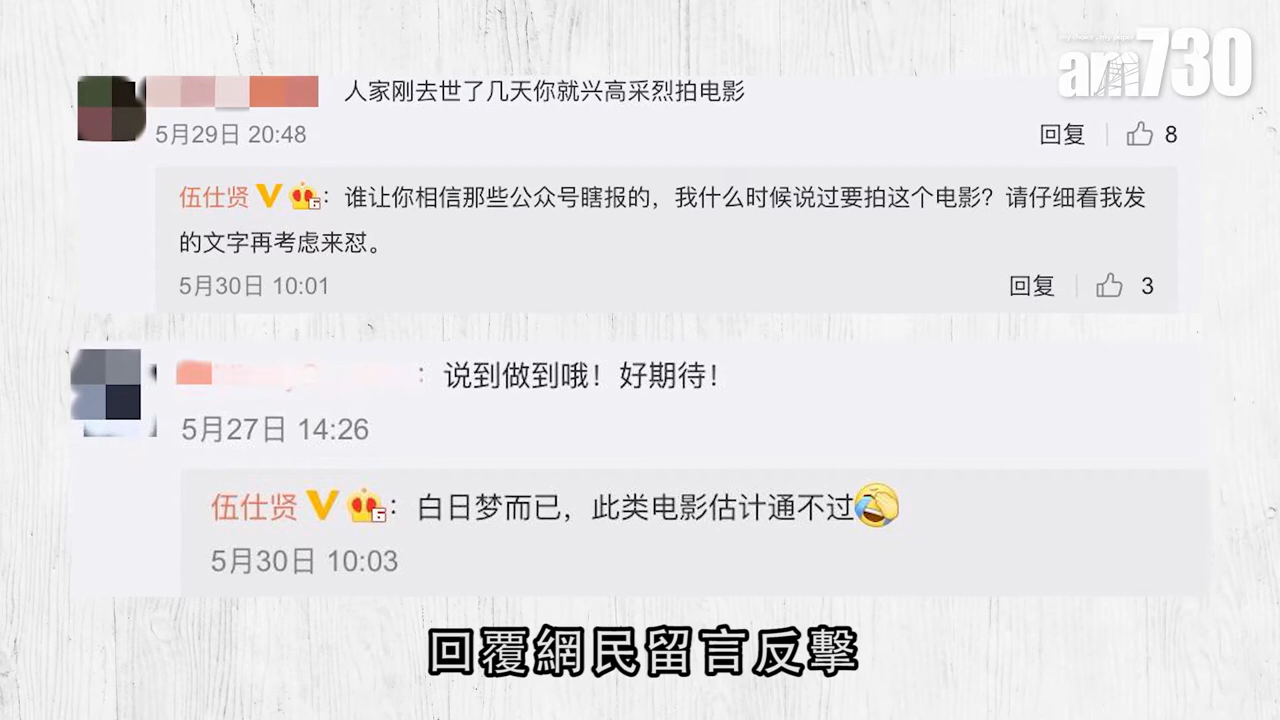 am730
人家刚去世了几天你就兴高采烈拍电影
5月29日 20:48
回复
8
伍仕贤：谁让你相信那些公众号瞎报的，我什么时候说过要拍这个电影？请仔细看我发
的文字再考虑来怼。
5月30日 10:01
回复
3
：说到做到哦！好期待！
5月27日 14:26
伍仕贤 6：白日梦而已，此类电影估计通不过🤣
5月30日 10:03
回覆網民留言反擊